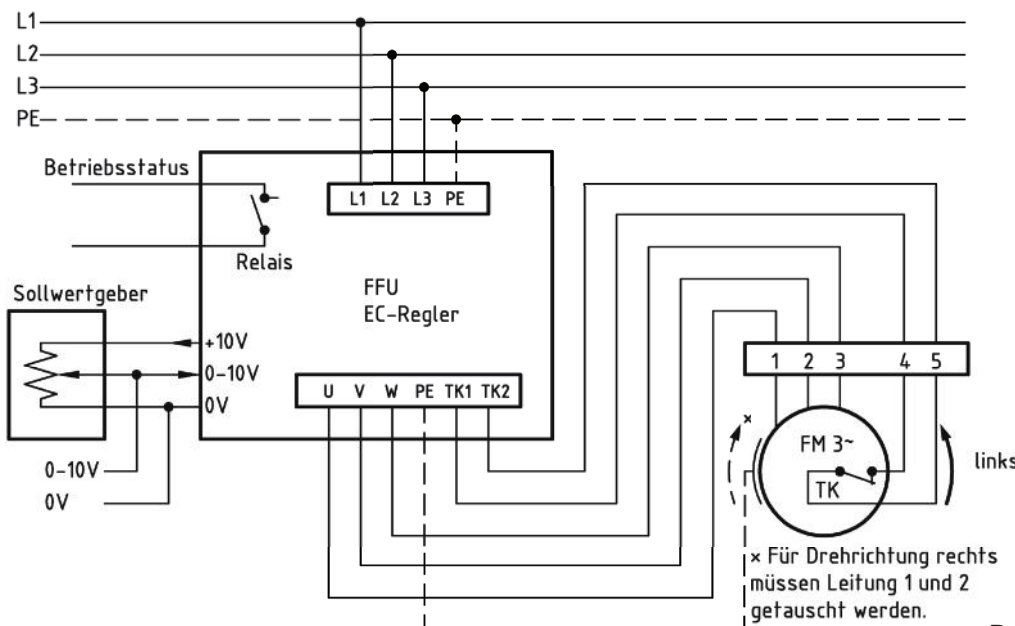 L1
L2
L3
PE
Betriebsstatus
L1 L2 L3 PE
Relais
Sollwertgeber
FFU
EC-Regler
+10V
0-10V
0V
U V W PE TK1 TK2
1 2 3 4 5
×
FM 3~
TK
links
0-10V
0V
× Für Drehrichtung rechts
müssen Leitung 1 und 2
getauscht werden.